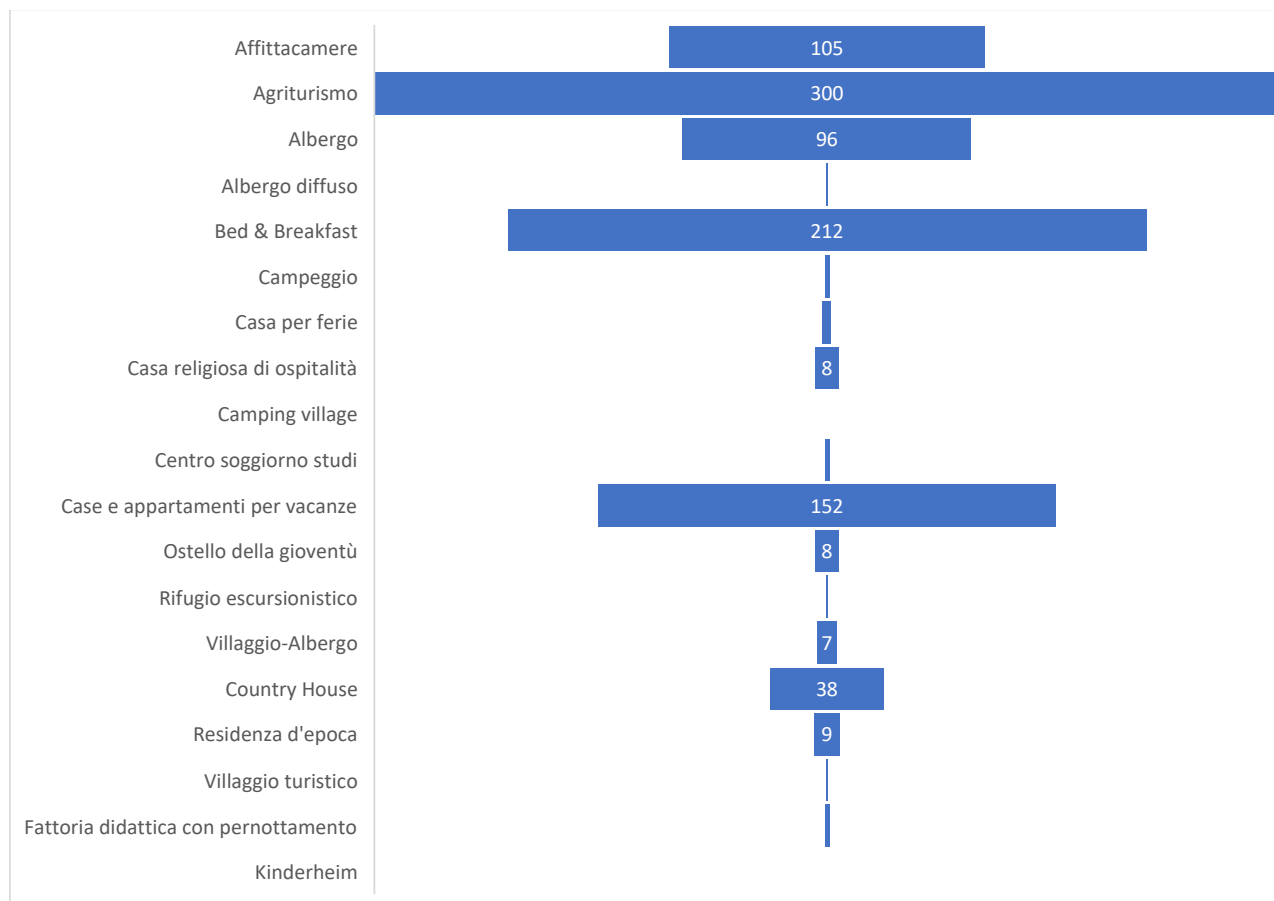 Affittacamere 105
Agriturismo 300
Albergo 96
Albergo diffuso
Bed & Breakfast 212
Campeggio
Casa per ferie
Casa religiosa di ospitalità 8
Camping village
Centro soggiorno studi
Case e appartamenti per vacanze 152
Ostello della gioventù 8
Rifugio escursionistico
Villaggio-Albergo 7
Country House 38
Residenza d'epoca 9
Villaggio turistico
Fattoria didattica con pernottamento
Kinderheim